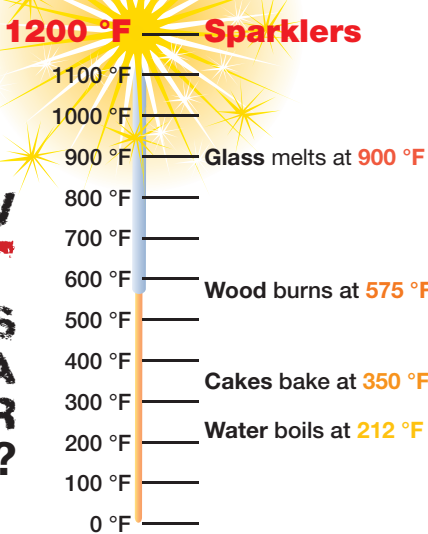 1200 °F Sparklers
1100 °F
1000 °F
900 °F Glass melts at 900 °F
800 °F
700 °F
600 °F
Wood burns at 575 °F
500 °F
400 °F
Cakes bake at 350 °F
300 °F
Water boils at 212 °F
200 °F
?
100 °F
0 °F